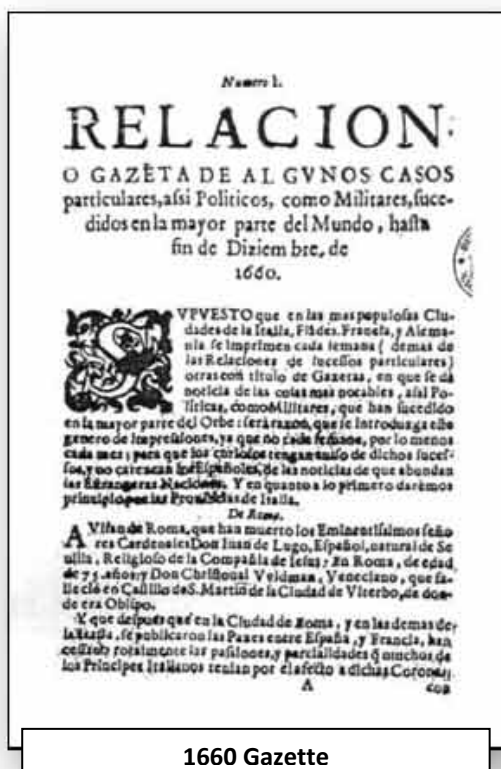 Numero 1.
RELACION:
O GAZETA DE ALGVNOS CASOS
particulares, assi Politicos, como Militares, suce-
didos en la mayor parte del Mundo, hasta
fin de Diziembre, de
1660.
SVPVESTO que en las mas populosas Ciu-
dades de la Italia, Flādes, Francia, y Alema-
nia se imprimen cada semana (demas de
las Relaciones de sucessos particulares)
otras con titulo de Gazetas, en que se dà
noticia de las cosas mas notables, assi Po-
liticas, como Militares, que han sucedido
en la mayor parte del Orbe: serà razon, que se introduzga este
genero de impressiones, ya que no cada semana, por lo menos
cada mes; para que los curiosos tengan auiso de dichos suces-
sos, y no carezcan los Españoles, de las noticias de que abundan
las Estrangeras Naciones. Y en quanto a lo primero daremos
principio por las Prouincias de Italia.
De Roma.
AVisan de Roma, que han muerto los Eminentissimos seño
res Cardenales Don Iuan de Lugo, Español, natural de Se
uilla, Religioso de la Compañia de Iesus; en Roma, de edad
de 75. años: y Don Christoual Veldman, Veneciano, que fa-
lleciò en Castillo de S. Martin de la Ciudad de Viterbo, de don-
de era Obispo.
Y que despues que en la Ciudad de Roma, y en las demas de
la Italia, se publicaron las Pazes entre España, y Francia, han
cessado totalmente las passiones, y parcialidades q̃ muchos de
los Principes Italianos tenian por el afecto a dichas Coronas,
A con
1660 Gazette